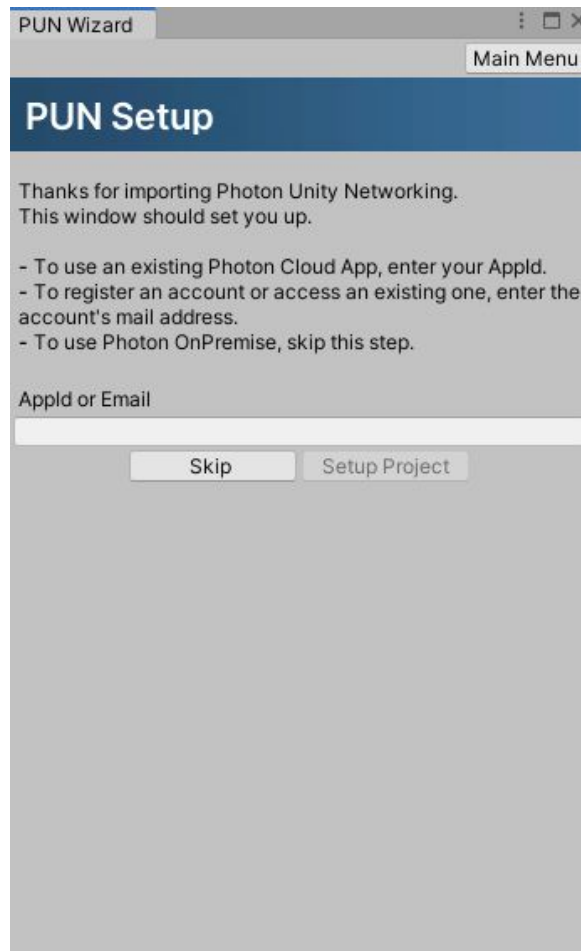 PUN Wizard
Main Menu
PUN Setup
Thanks for importing Photon Unity Networking.
This window should set you up.
- To use an existing Photon Cloud App, enter your AppId.
- To register an account or access an existing one, enter the
account's mail address.
- To use Photon OnPremise, skip this step.
AppId or Email
Skip
Setup Project